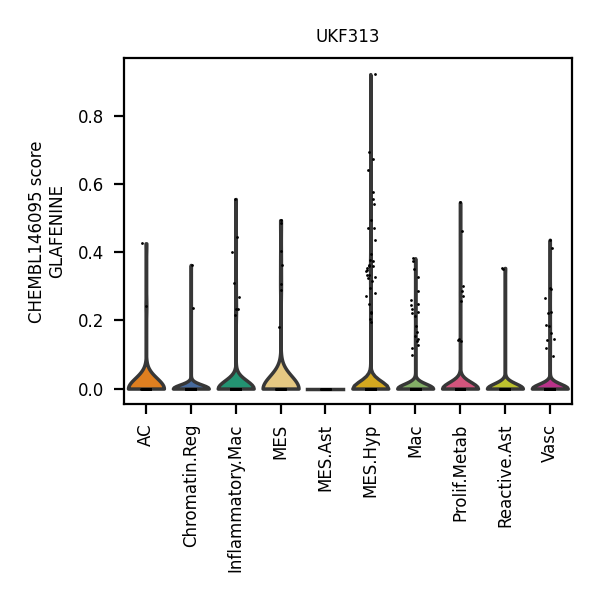 UKF313
CHEMBL146095 score
GLAFENINE
0.8
0.6
0.4
0.2
0.0
AC
Chromatin.Reg
Inflammatory.Mac
MES
MES.Ast
MES.Hyp
Mac
Prolif.Metab
Reactive.Ast
Vasc